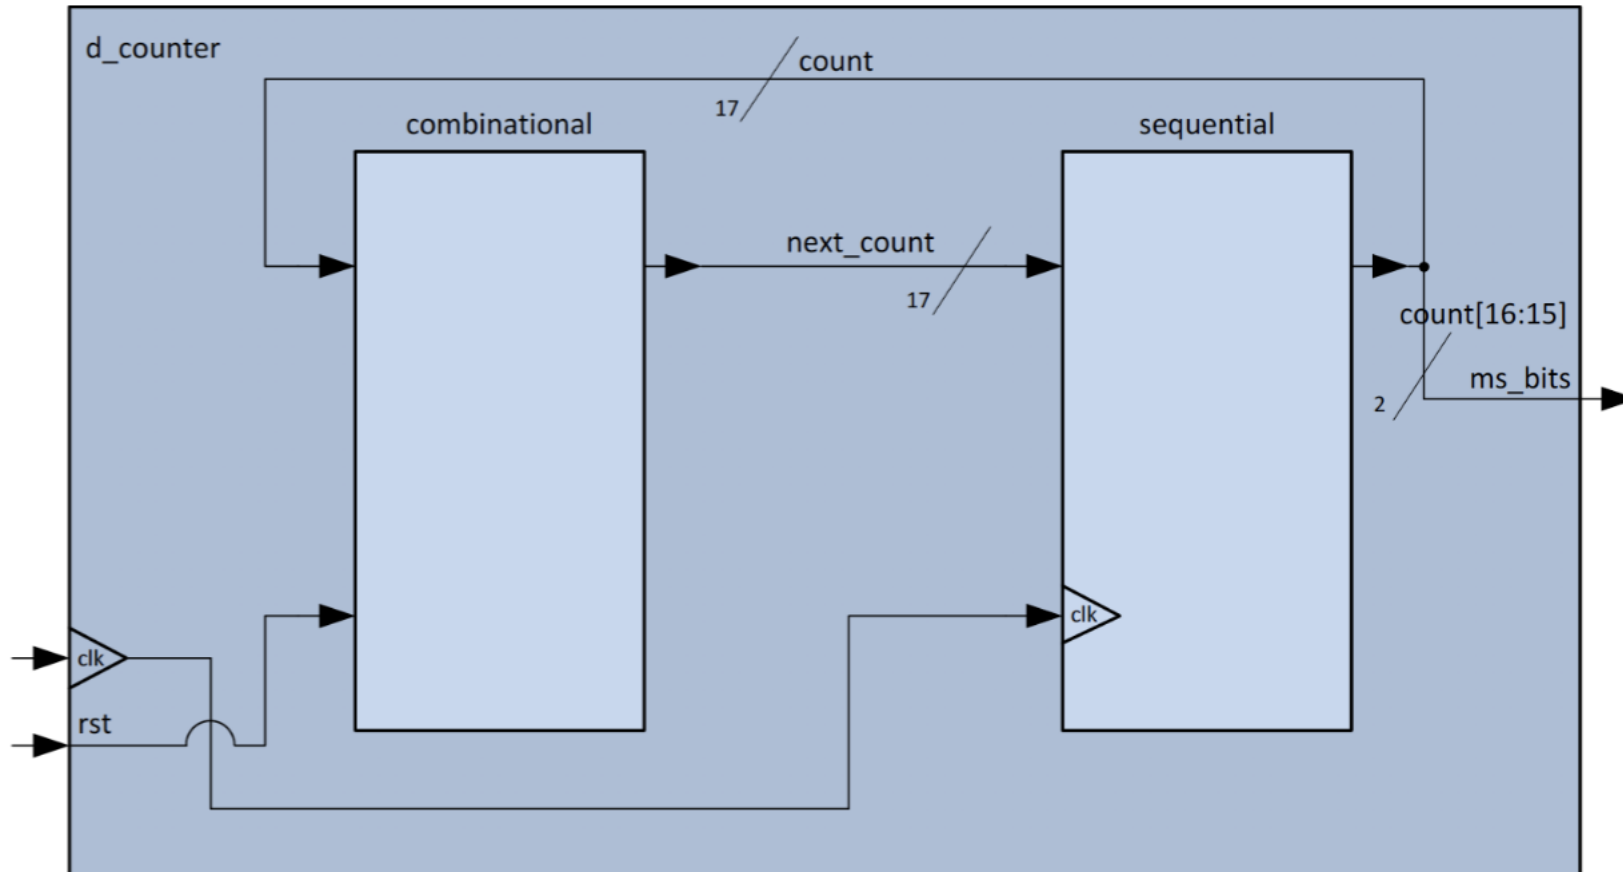 d_counter
count
17
combinational
sequential
next_count
17
count[16:15]
ms_bits
2
clk
clk
rst